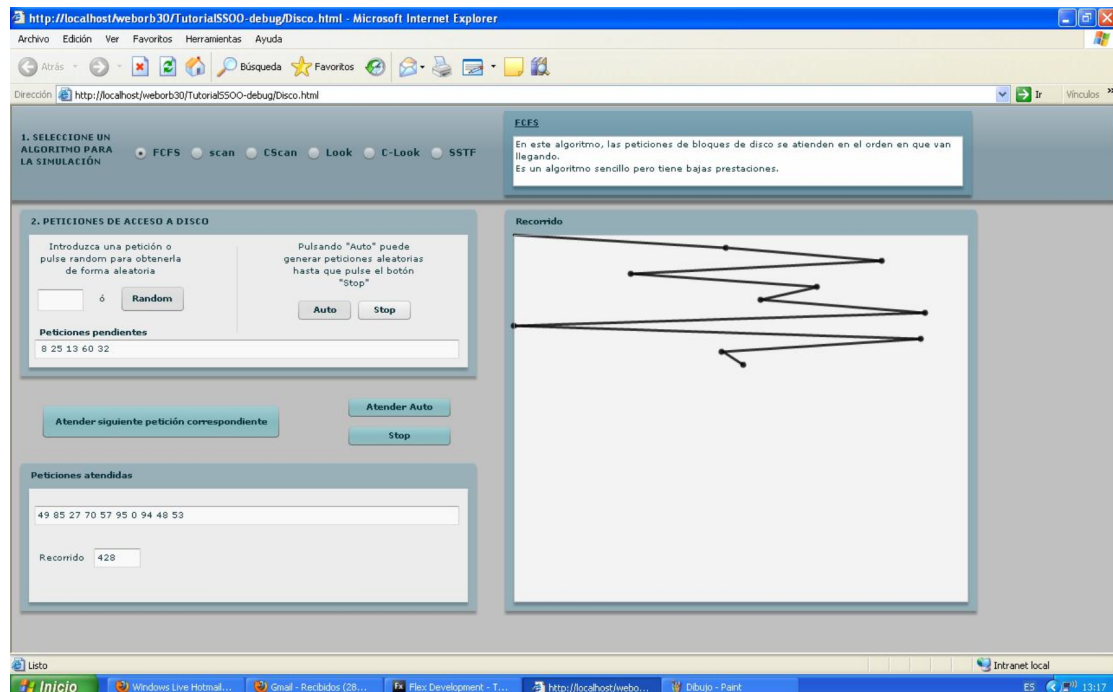 http://localhost/weborb30/TutorialSSOO-debug/Disco.html - Microsoft Internet Explorer
Archivo Edición Ver Favoritos Herramientas Ayuda
Atrás Búsqueda Favoritos
Dirección http://localhost/weborb30/TutorialSSOO-debug/Disco.html Ir Vínculos »
1. SELECCIONE UN
ALGORITMO PARA
LA SIMULACIÓN
FCFS scan CScan Look C-Look SSTF
FCFS
En este algoritmo, las peticiones de bloques de disco se atienden en el orden en que van
llegando.
Es un algoritmo sencillo pero tiene bajas prestaciones.
2. PETICIONES DE ACCESO A DISCO
Introduzca una petición o
pulse random para obtenerla
de forma aleatoria
ó Random
Pulsando "Auto" puede
generar peticiones aleatorias
hasta que pulse el botón
"Stop"
Auto Stop
Peticiones pendientes
8 25 13 60 32
Atender siguiente petición correspondiente
Atender Auto
Stop
Peticiones atendidas
49 85 27 70 57 95 0 94 48 53
Recorrido 428
Recorrido
Listo Intranet local
Inicio Windows Live Hotmail... Gmail - Recibidos (28... Flex Development - T... http://localhost/webo... Dibujo - Paint ES 13:17